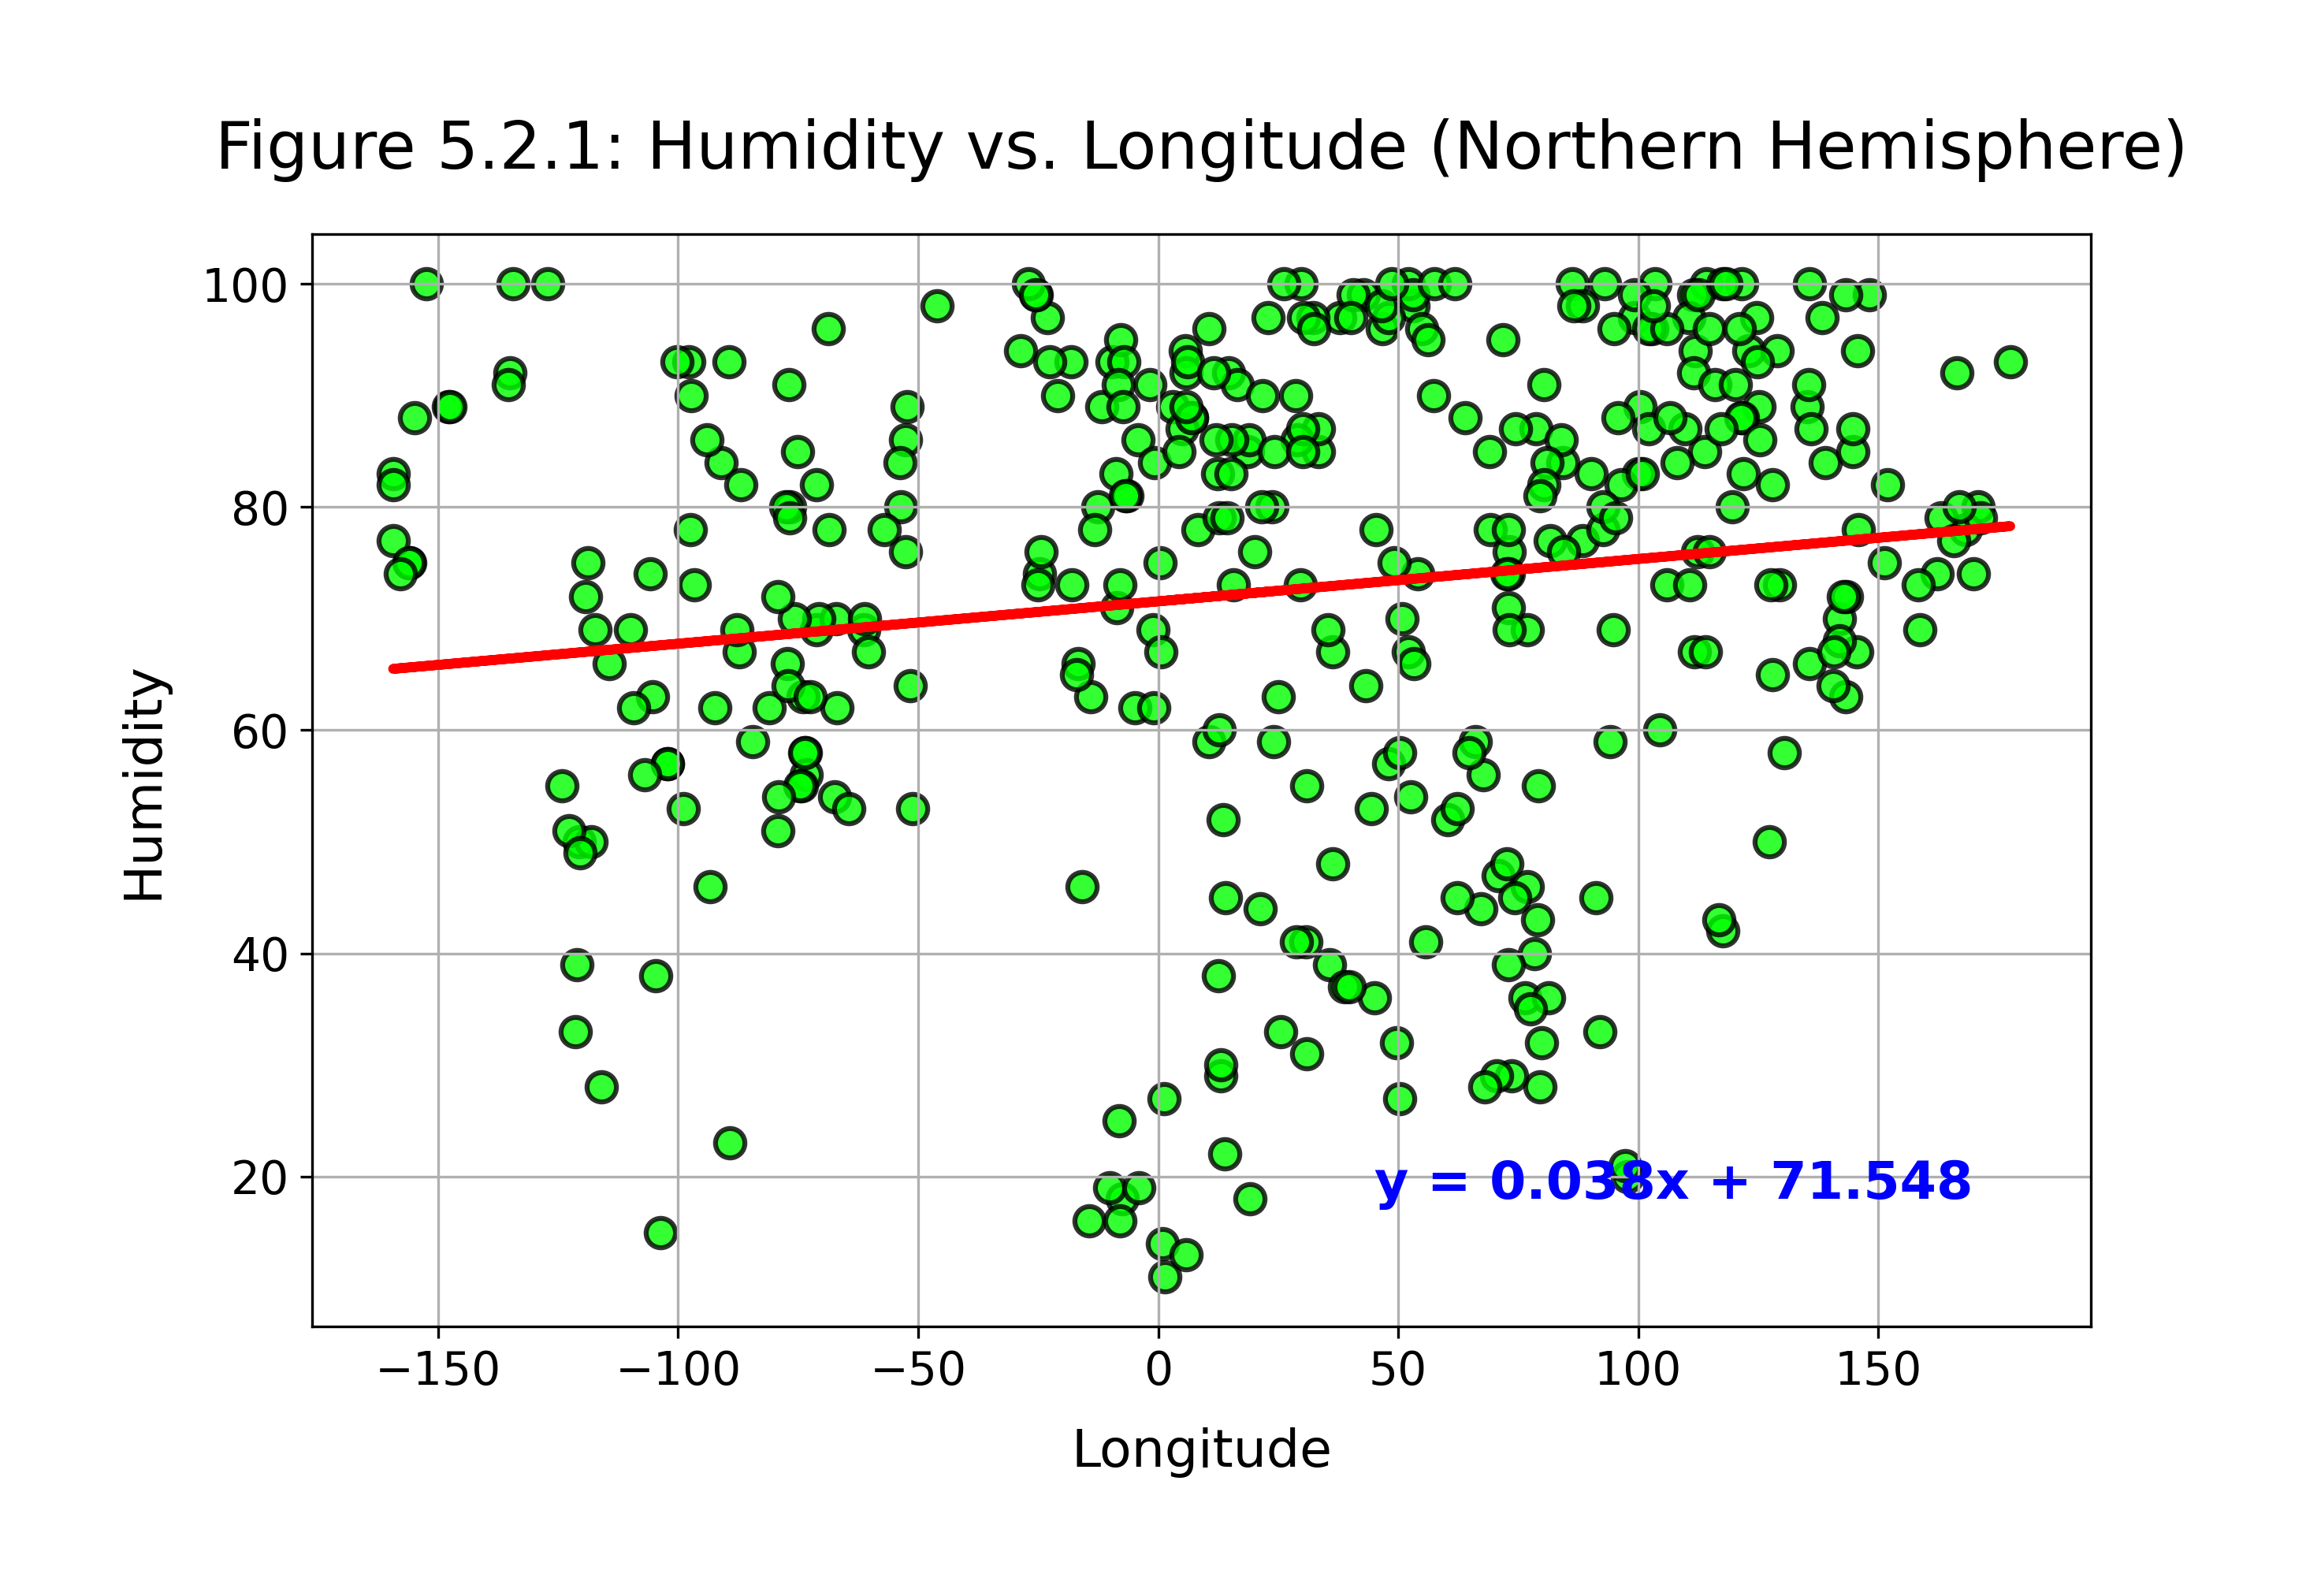 Figure 5.2.1: Humidity vs. Longitude (Northern Hemisphere)
100
80
60
40
20
Humidity
y = 0.038x + 71.548
−150 −100 −50 0 50 100 150
Longitude